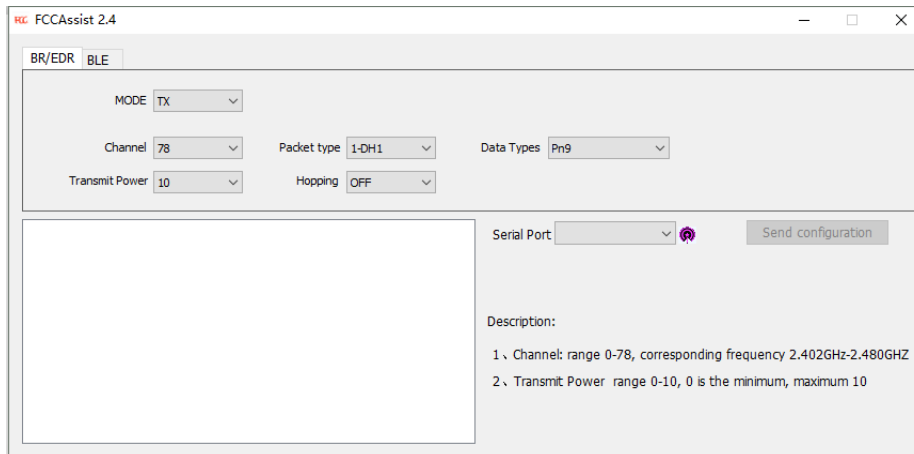 FCC FCCAssist 2.4
BR/EDR BLE
MODE TX
Channel 78 Packet type 1-DH1 Data Types Pn9
Transmit Power 10 Hopping OFF
Serial Port Send configuration
Description:
1、Channel: range 0-78, corresponding frequency 2.402GHz-2.480GHZ
2、Transmit Power range 0-10, 0 is the minimum, maximum 10